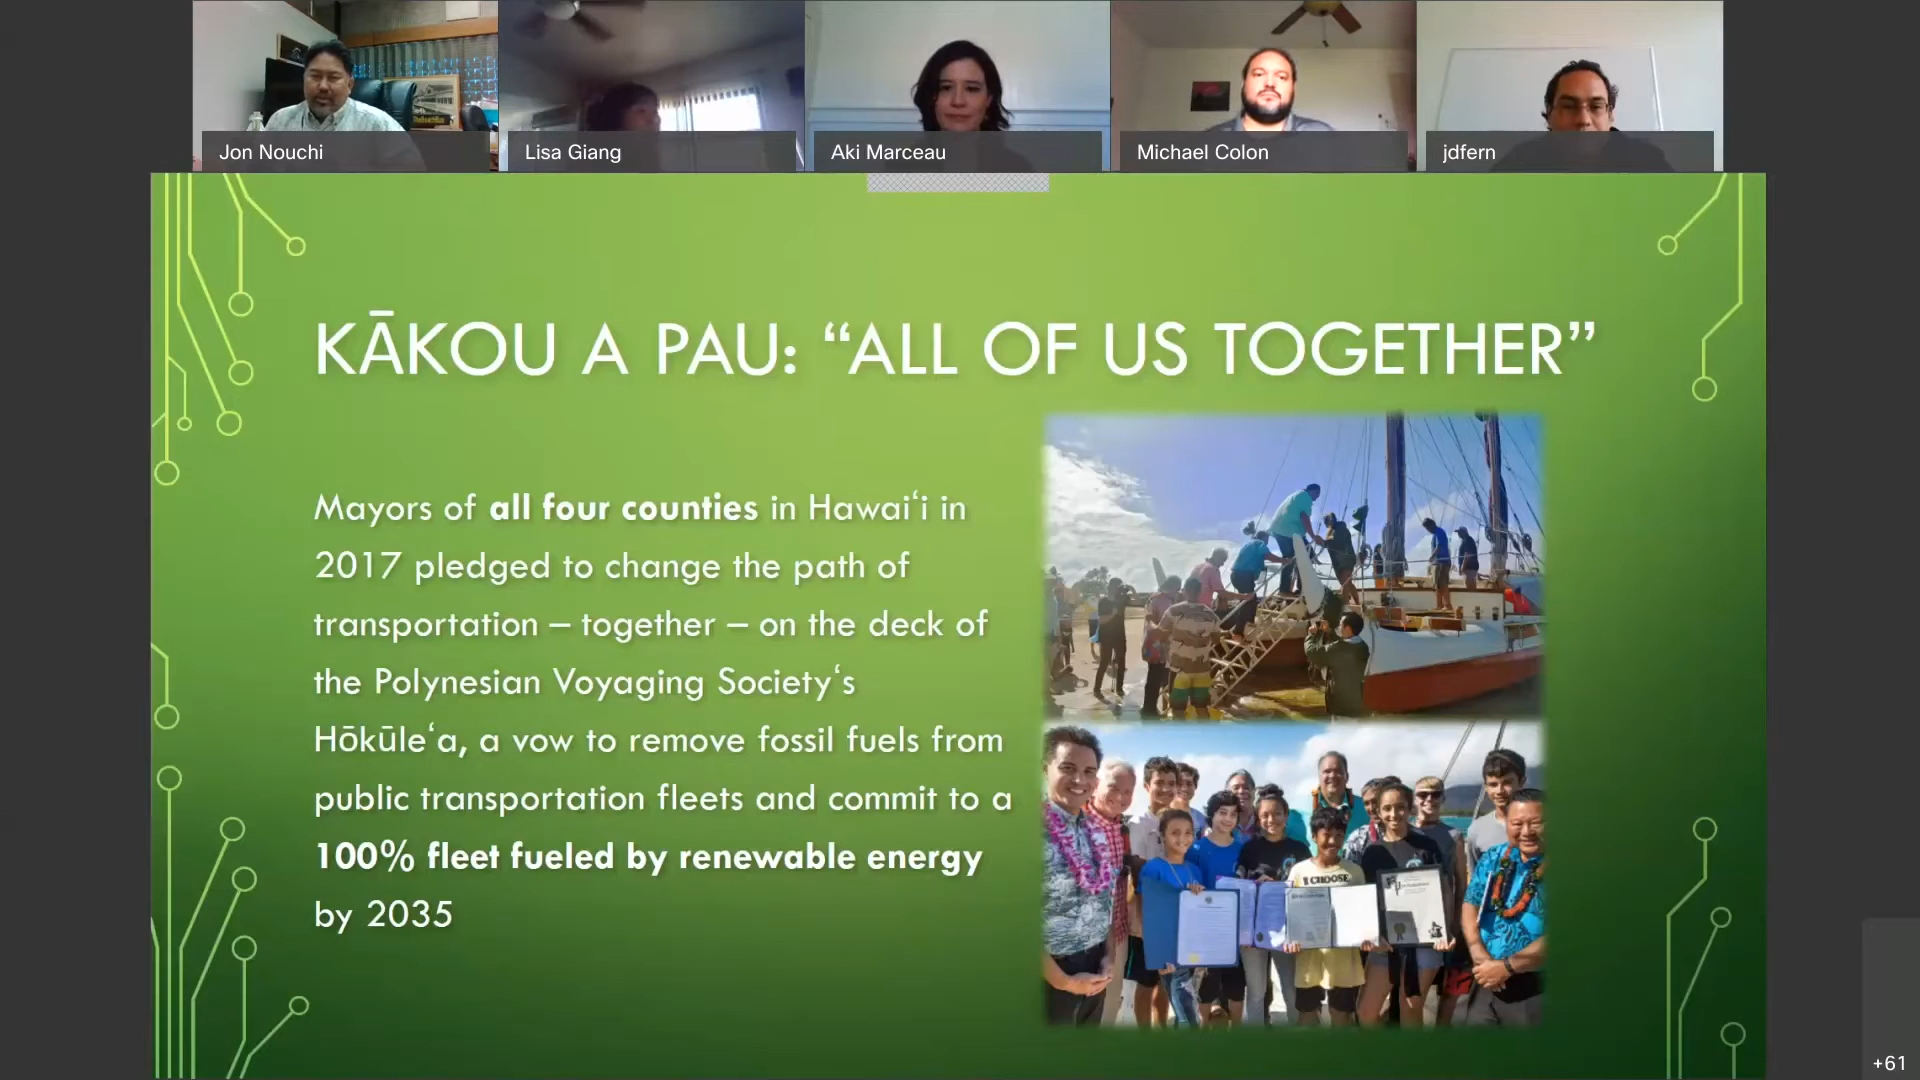 Jon Nouchi
Lisa Giang
Aki Marceau
Michael Colon
jdfern
KĀKOU A PAU: “ALL OF US TOGETHER”
Mayors of all four counties in Hawaiʻi in
2017 pledged to change the path of
transportation – together – on the deck of
the Polynesian Voyaging Societyʻs
Hōkūleʻa, a vow to remove fossil fuels from
public transportation fleets and commit to a
100% fleet fueled by renewable energy
by 2035
I CHOOSE
+61